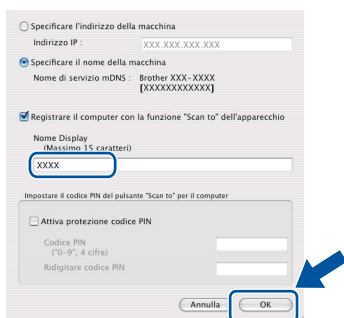 Specificare l'indirizzo della macchina
Indirizzo IP : XXX.XXX.XXX.XXX
Specificare il nome della macchina
Nome di servizio mDNS : Brother XXX-XXXX
[XXXXXXXXXXXX]
Registrare il computer con la funzione "Scan to" dell'apparecchio
Nome Display
(Massimo 15 caratteri)
XXXX
Impostare il codice PIN del pulsante "Scan to" per il computer
Attiva protezione codice PIN
Codice PIN
("0-9", 4 cifre)
Ridigitare codice PIN
Annulla OK